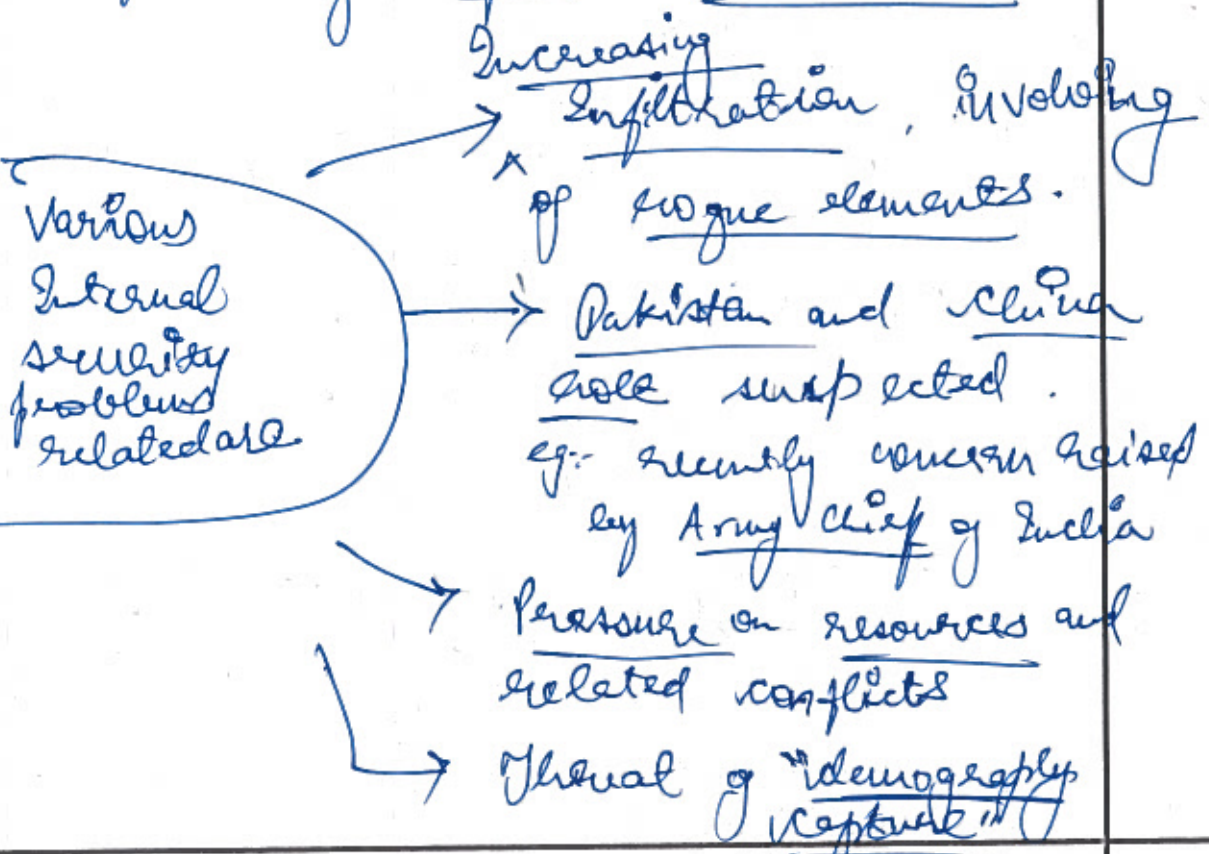 Various
Internal
security
problems
related are
Increasing
Infiltration, involving
of rogue elements.
Pakistan and China
role suspected.
eg:- recently concern raised
by Army Chief of India
Pressure on resources and
related conflicts
Threat of "demography
capture"